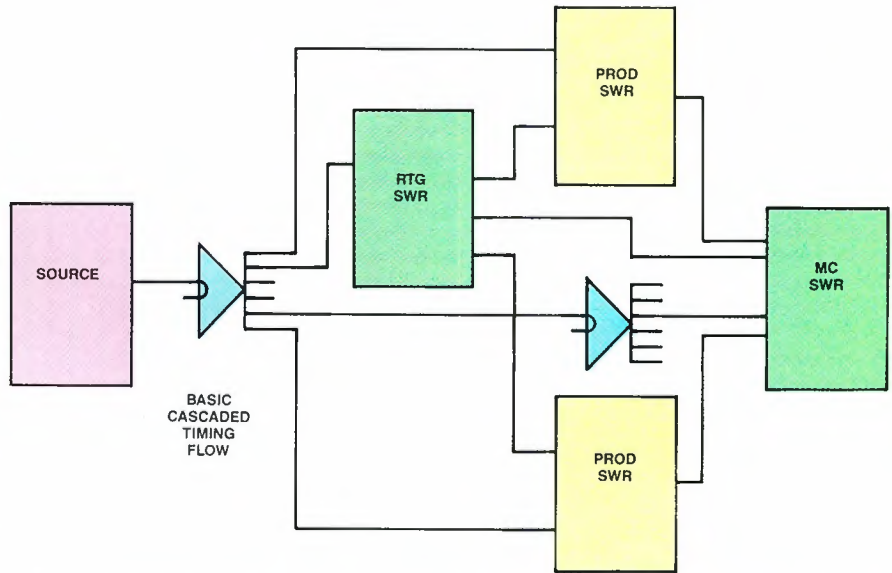 PROD
SWR
RTG
SWR
SOURCE
MC
SWR
BASIC
CASCADED
TIMING
FLOW
PROD
SWR